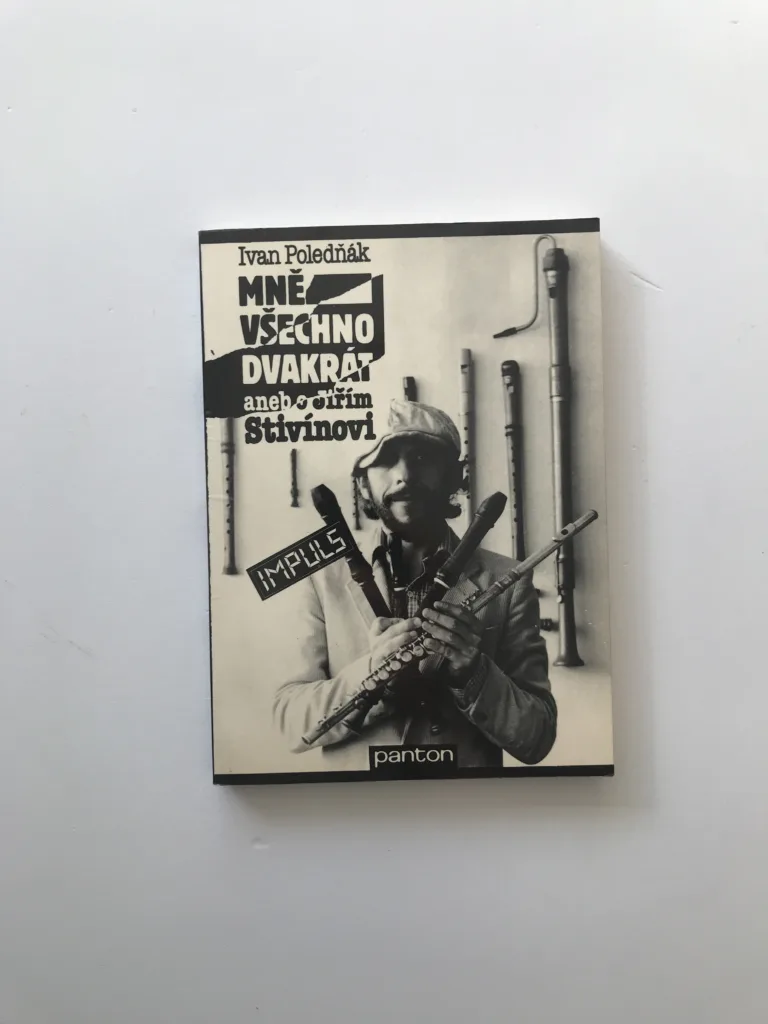 Ivan Poledňák
MNĚ
VŠECHNO
DVAKRÁT
aneb o Jiřím
Stivínovi
IMPULS
panton